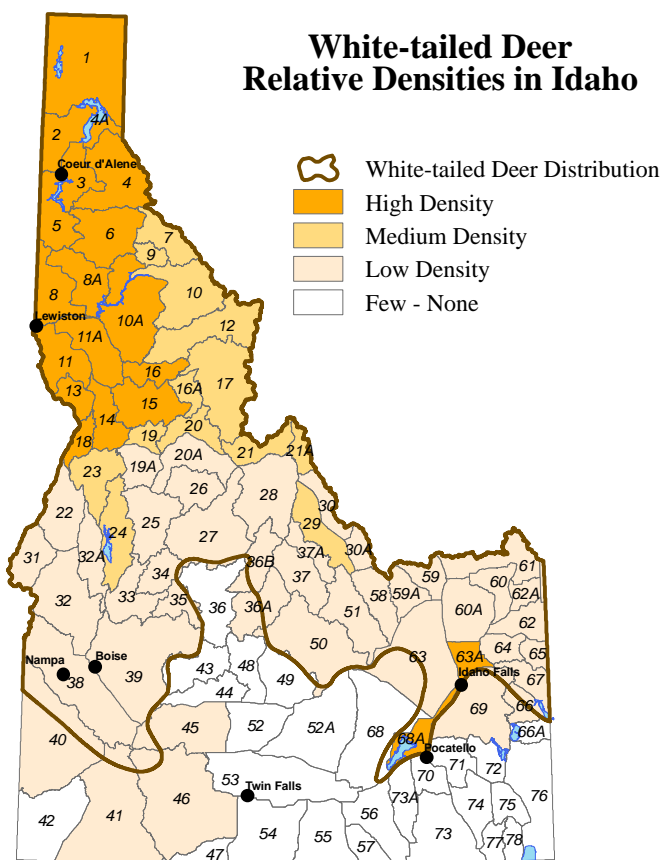 White-tailed Deer
Relative Densities in Idaho
White-tailed Deer Distribution
High Density
Medium Density
Low Density
Few - None
1
4A
2
Coeur d'Alene
3
4
5
6
7
9
8A
8
10
10A
Lewiston
12
11A
11
16
17
13
16A
15
14
20
18
19
20A
21
21A
23
19A
26
28
30
22
29
24
25
27
30A
31
32A
36B
37A
61
34
37
59
60
33
58
59A
62A
32
35
36
36A
51
60A
62
50
64
65
Nampa
Boise
43
48
63
63A
67
38
39
49
Idaho Falls
44
66
69
45
52
52A
68
68A
66A
40
Pocatello
53
70
71
72
Twin Falls
46
73A
76
41
56
74
75
42
54
55
73
57
77
78
47